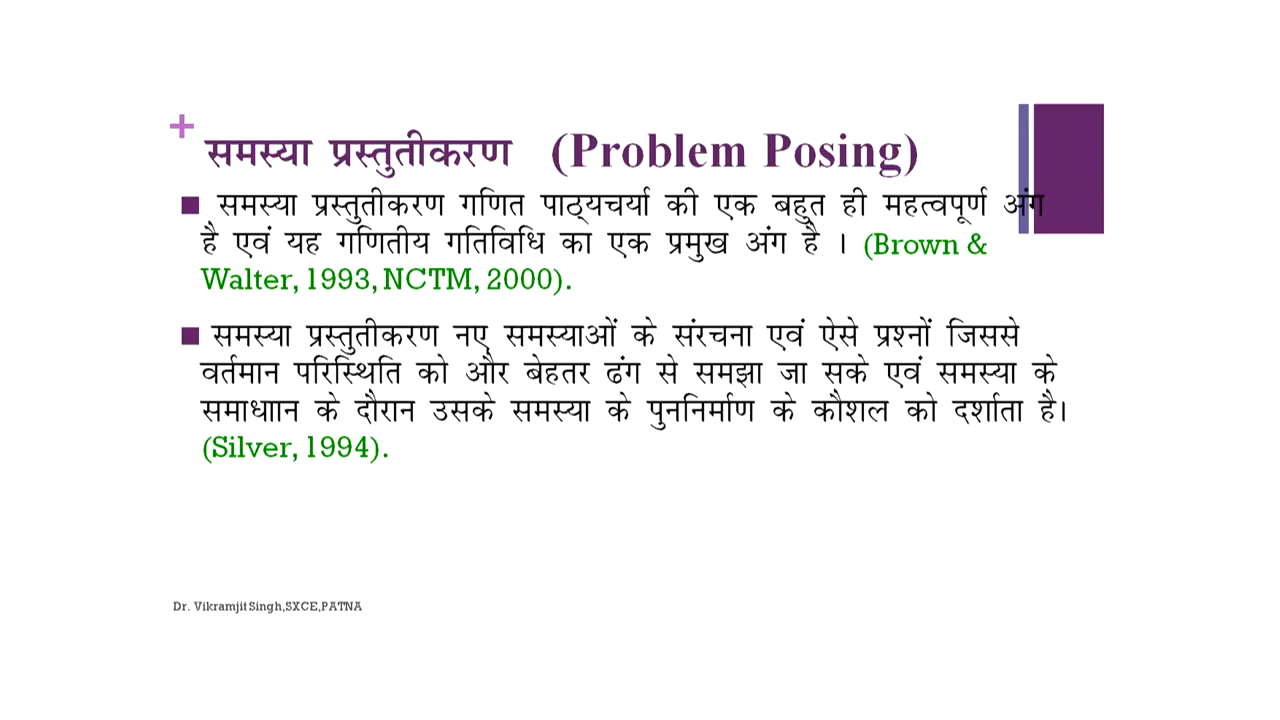 +
समस्या प्रस्तुतीकरण (Problem Posing)
■ समस्या प्रस्तुतीकरण गणित पाठ्यचर्या की एक बहुत ही महत्वपूर्ण अंग
है एवं यह गणितीय गतिविधि का एक प्रमुख अंग है । (Brown &
Walter, 1993, NCTM, 2000).
■ समस्या प्रस्तुतीकरण नए समस्याओं के संरचना एवं ऐसे प्रश्नों जिससे
वर्तमान परिस्थिति को और बेहतर ढंग से समझा जा सके एवं समस्या के
समाधाान के दौरान उसके समस्या के पुननिर्माण के कौशल को दर्शाता है।
(Silver, 1994).
Dr. Vikramjit Singh,SXCE,PATNA